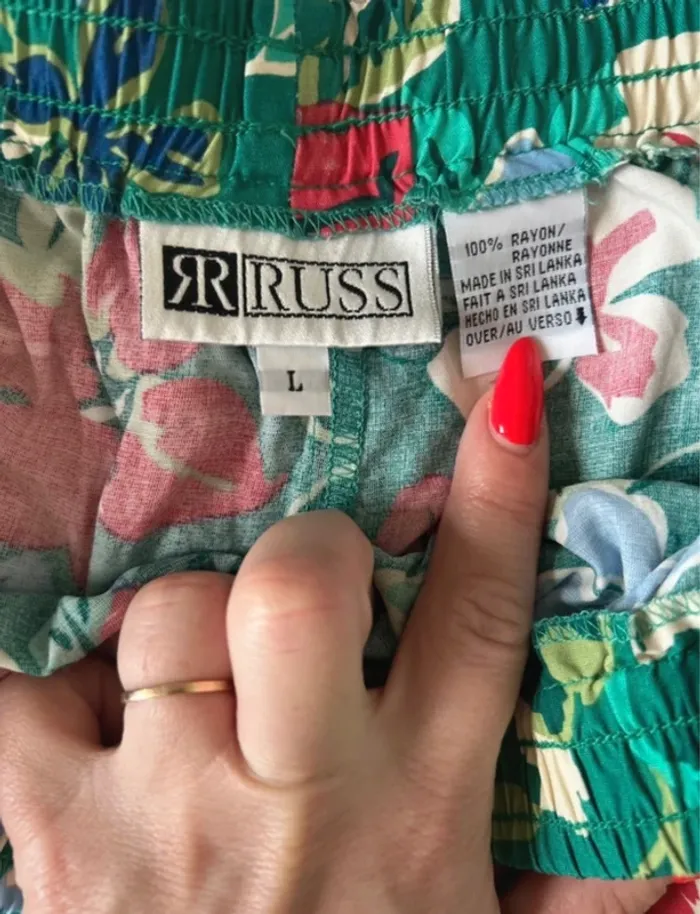 RR RUSS
L
100% RAYON/
RAYONNE
MADE IN SRI LANKA
FAIT A SRI LANKA
HECHO EN SRI LANKA
OVER/AU VERSO⬇